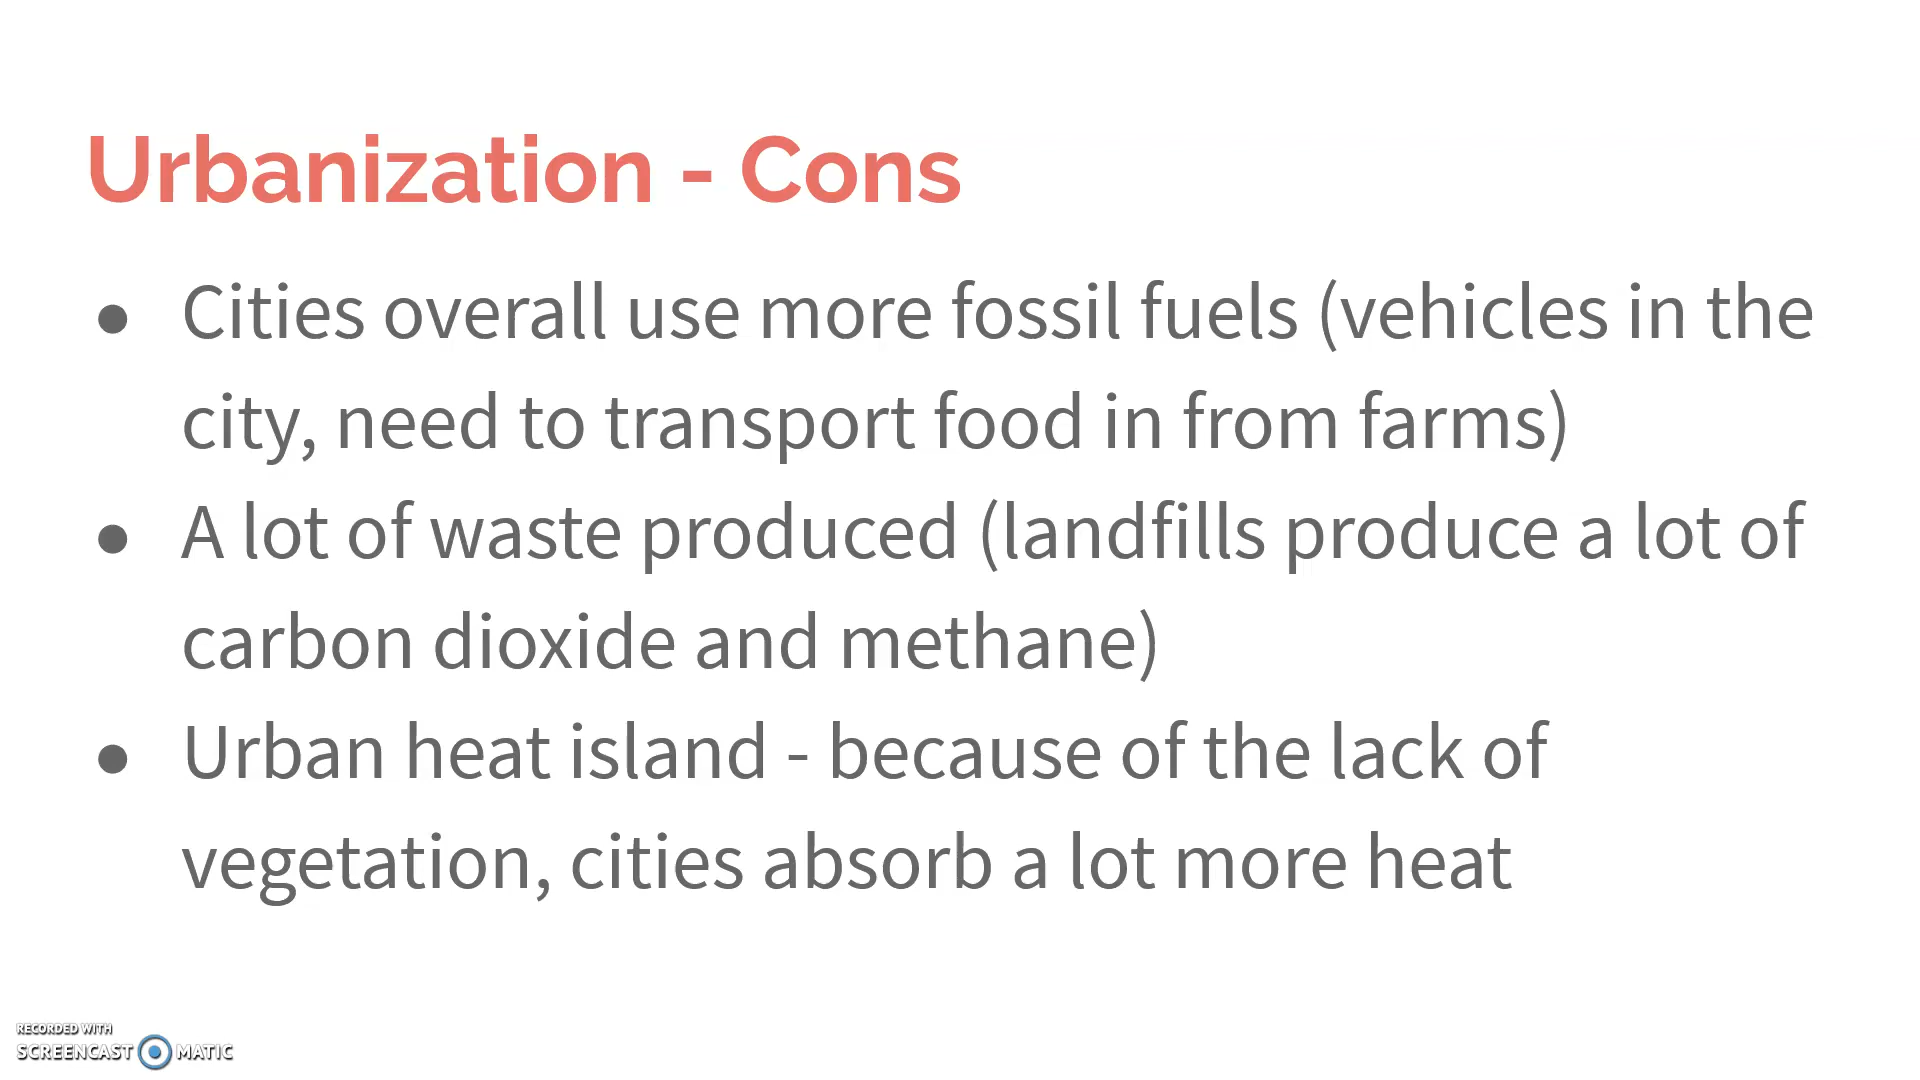 Urbanization - Cons
● Cities overall use more fossil fuels (vehicles in the
city, need to transport food in from farms)
● A lot of waste produced (landfills produce a lot of
carbon dioxide and methane)
● Urban heat island - because of the lack of
vegetation, cities absorb a lot more heat
RECORDED WITH
SCREENCAST MATIC